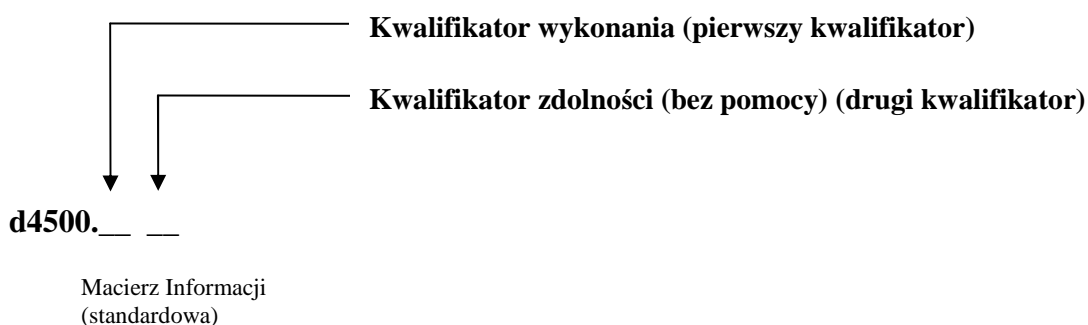 Kwalifikator wykonania (pierwszy kwalifikator)
Kwalifikator zdolności (bez pomocy) (drugi kwalifikator)
d4500.__ __
Macierz Informacji
(standardowa)